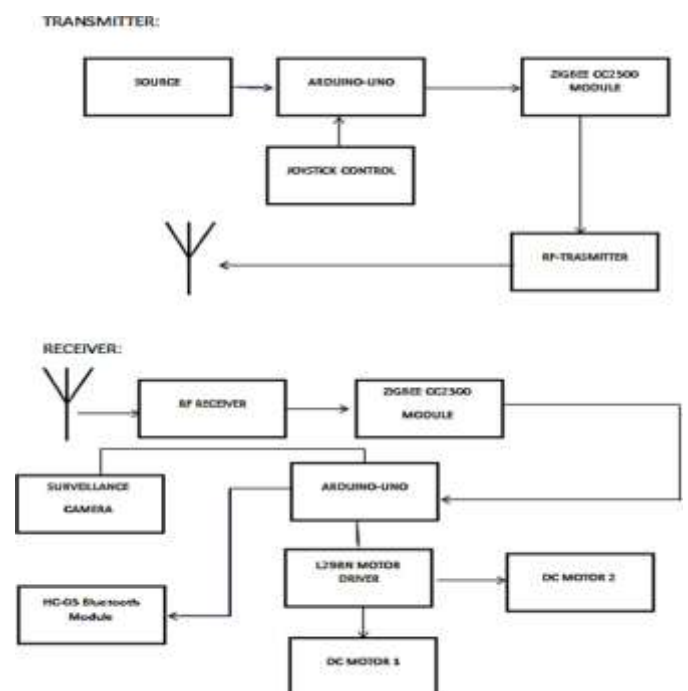 TRANSMITTER:
SOURCE
ARDUINO-UNO
ZIGBEE CC2500
MODULE
JOYSTICK CONTROL
RF-TRASMITTER
RECEIVER:
RF RECEIVER
ZIGBEE CC2500
MODULE
SURVELLANCE
CAMERA
ARDUINO-UNO
L298N MOTOR
DRIVER
DC MOTOR 2
HC-05 Bluetooth
Module
DC MOTOR 1